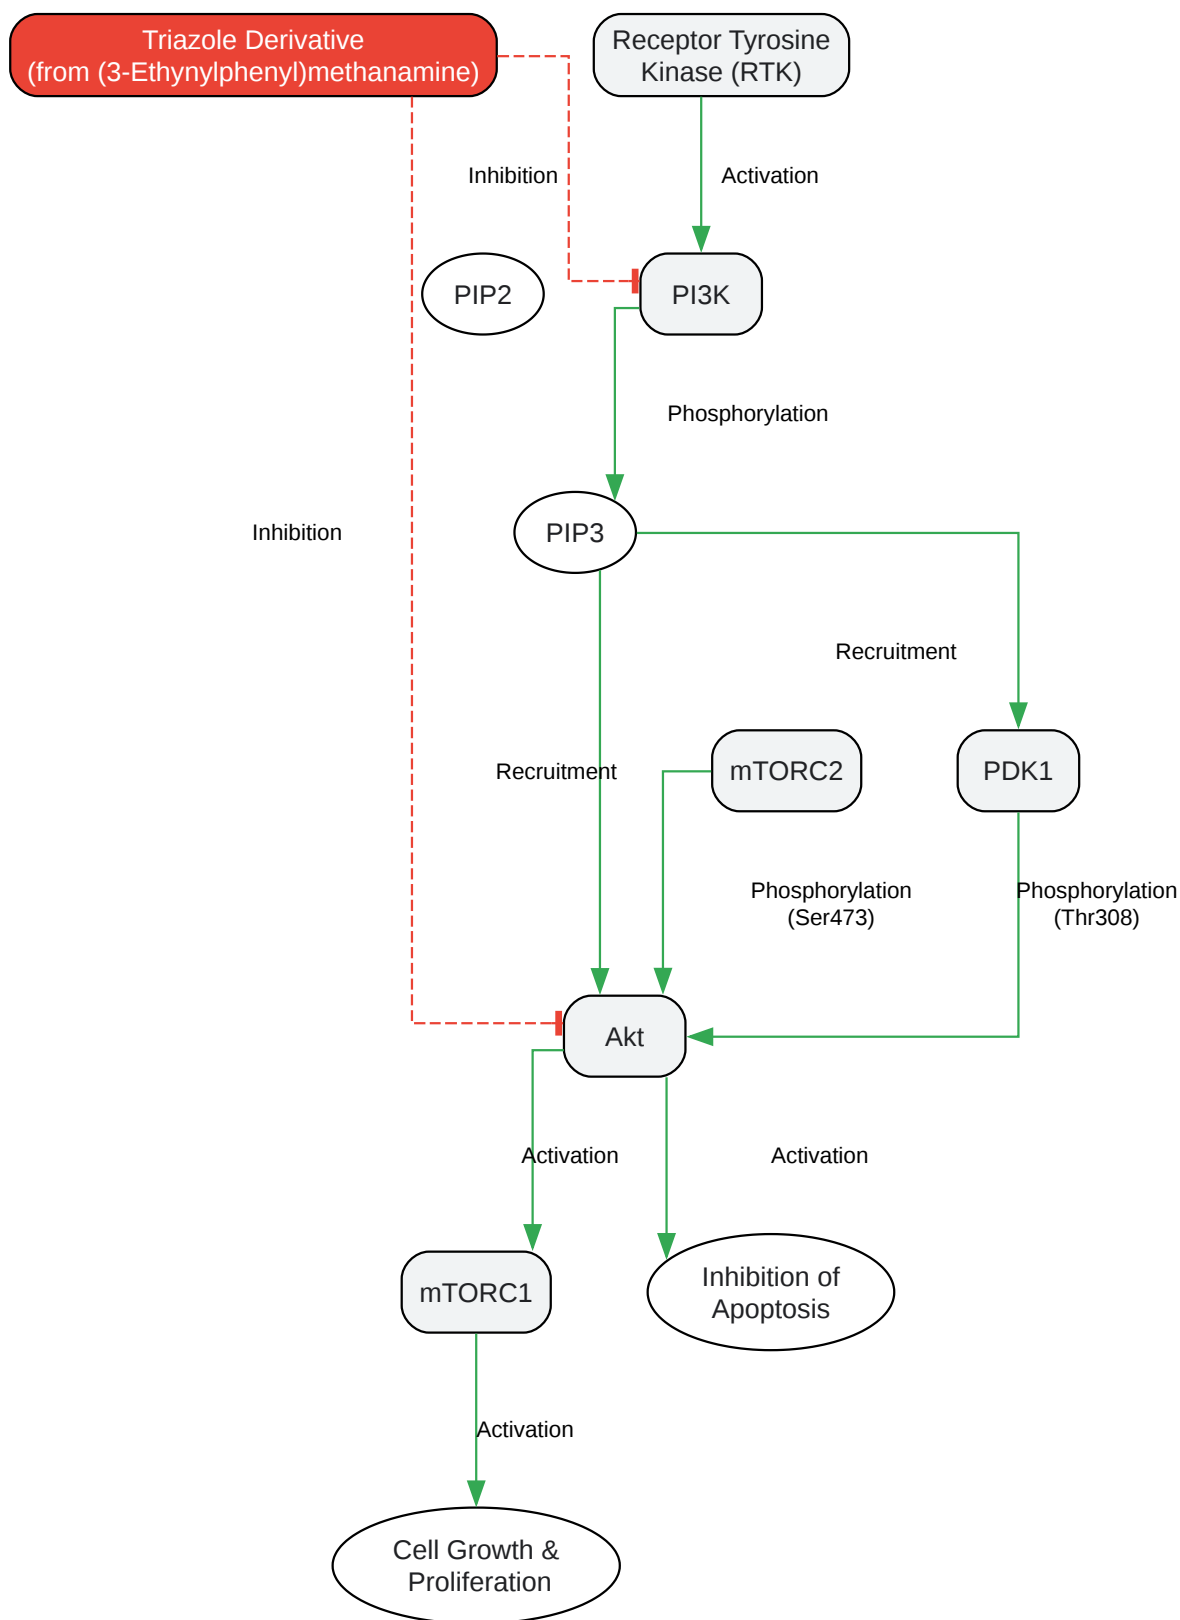 Triazole Derivative
(from (3-Ethynylphenyl)methanamine)
Receptor Tyrosine
Kinase (RTK)
Inhibition
Activation
PIP2
PI3K
Phosphorylation
Inhibition
PIP3
Recruitment
Recruitment
mTORC2
PDK1
Phosphorylation
(Ser473)
Phosphorylation
(Thr308)
Akt
Activation
Activation
mTORC1
Inhibition of
Apoptosis
Activation
Cell Growth &
Proliferation